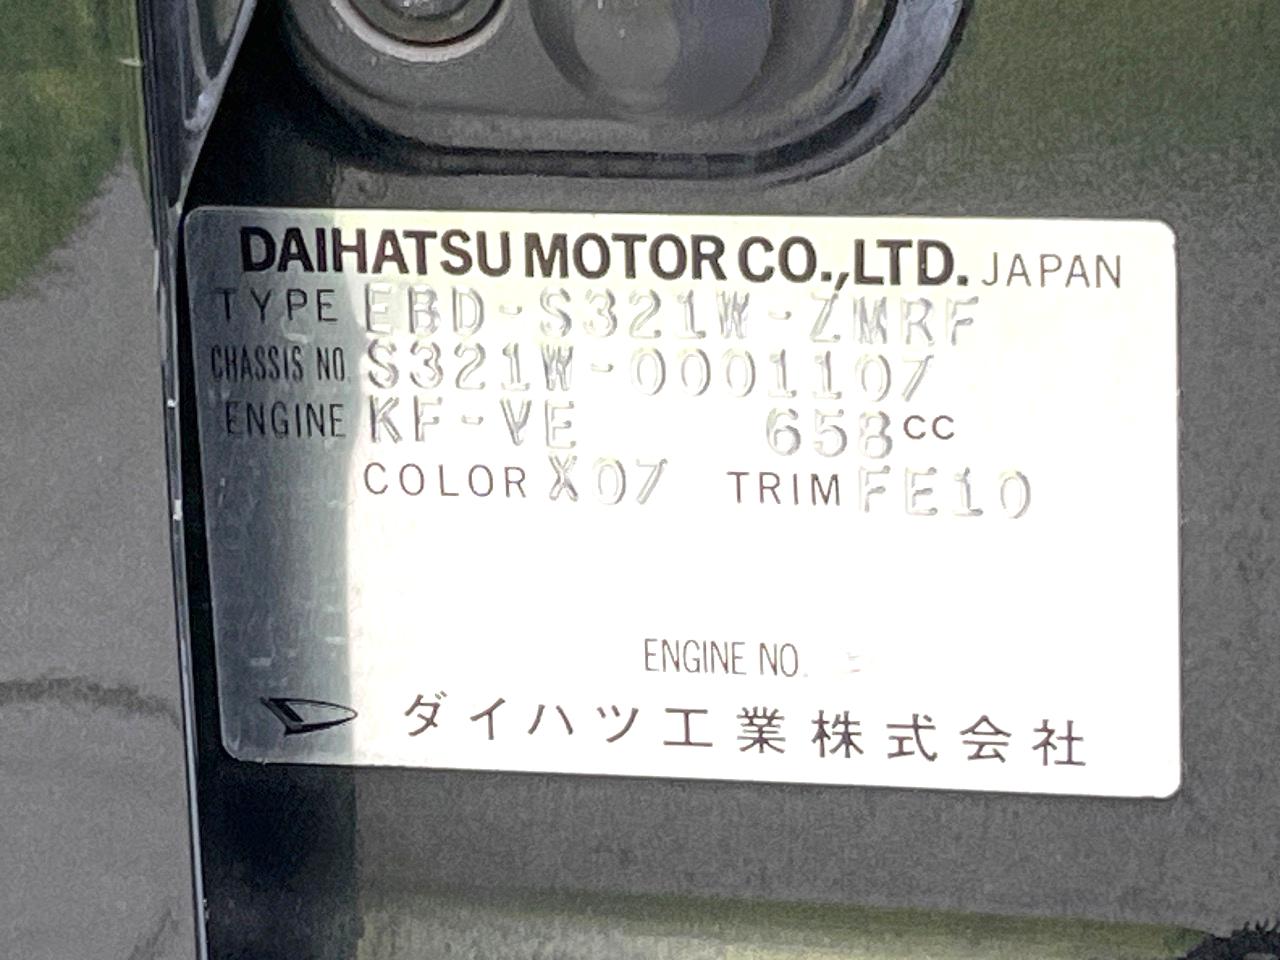 DAIHATSU MOTOR CO.,LTD. JAPAN
TYPE EBD-S321W-ZMRF
CHASSIS NO. S321W-0001107
ENGINE KF-VE 658CC
COLOR X07 TRIM FE10
ENGINE NO.
ダイハツ工業株式会社